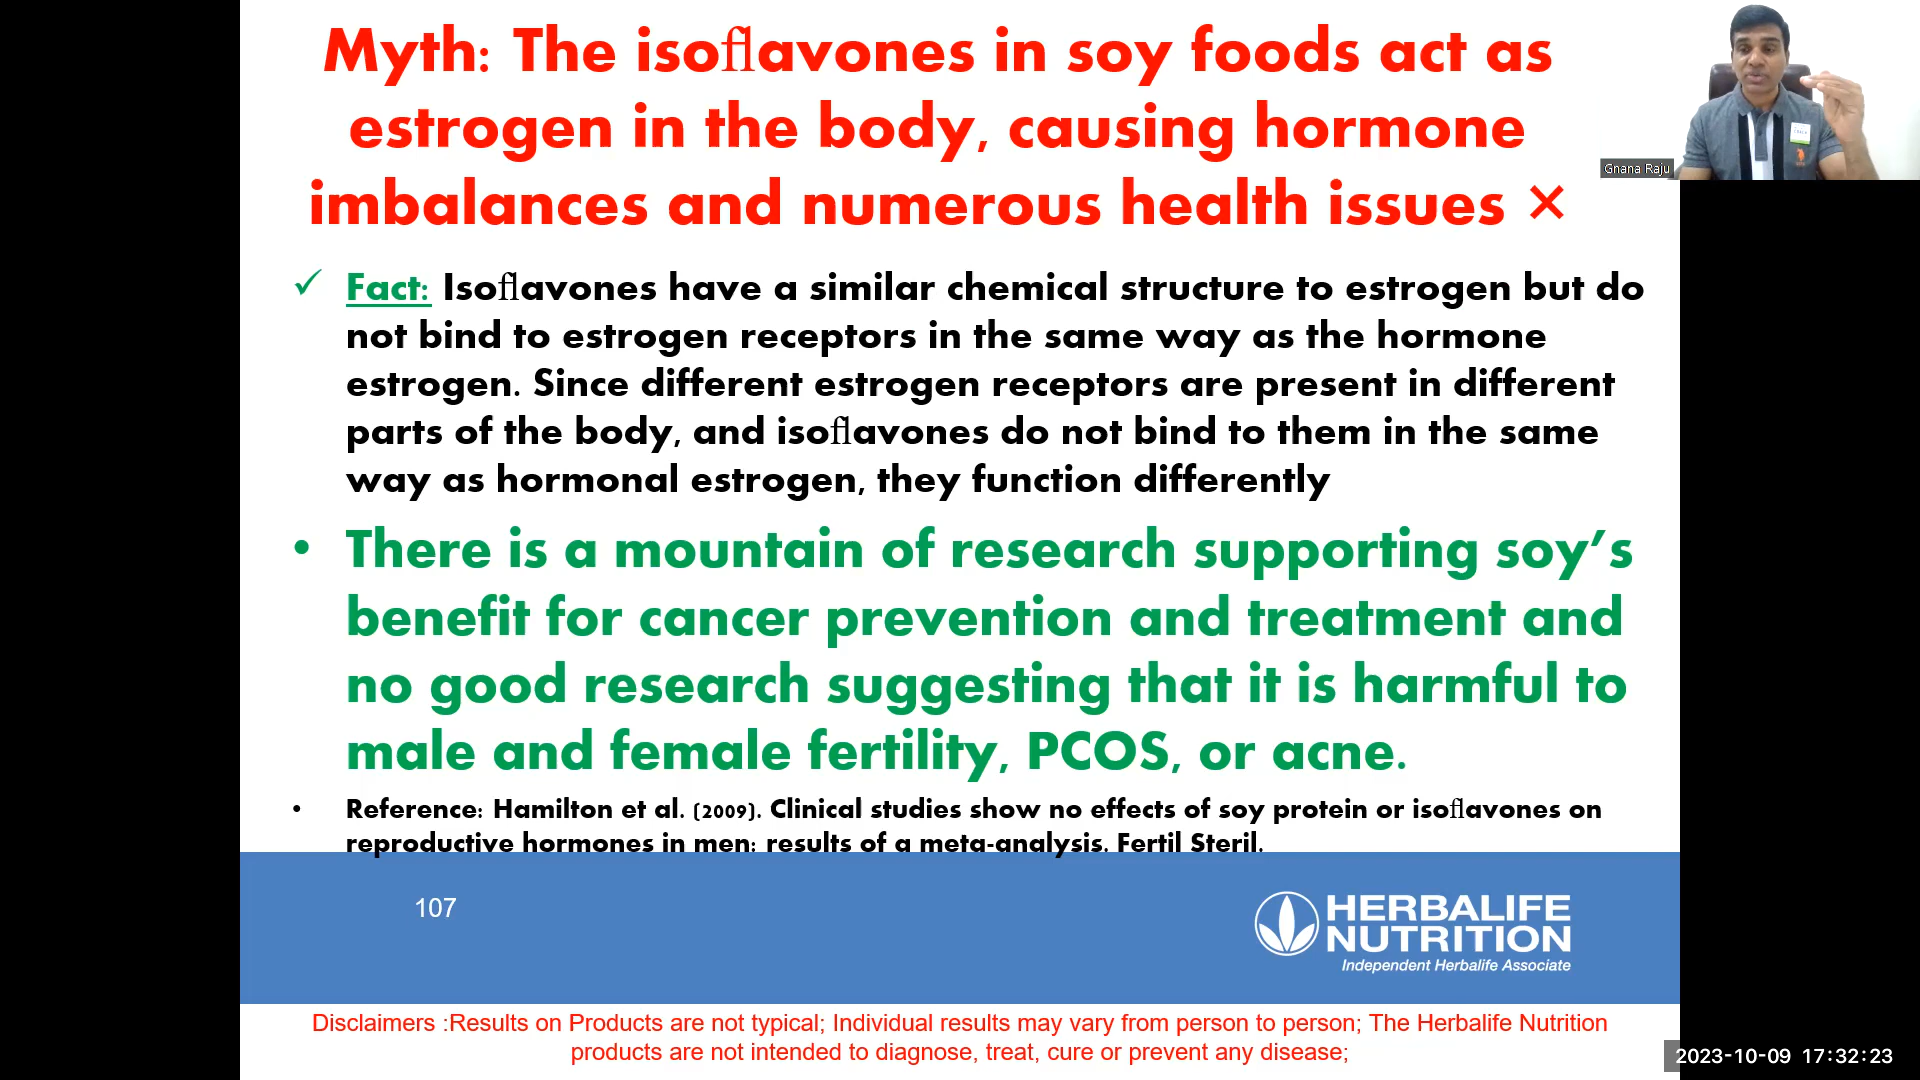 Myth: The isoflavones in soy foods act as
estrogen in the body, causing hormone
imbalances and numerous health issues ×
Gnana Raju
✓ Fact: Isoflavones have a similar chemical structure to estrogen but do
not bind to estrogen receptors in the same way as the hormone
estrogen. Since different estrogen receptors are present in different
parts of the body, and isoflavones do not bind to them in the same
way as hormonal estrogen, they function differently
• There is a mountain of research supporting soy’s
benefit for cancer prevention and treatment and
no good research suggesting that it is harmful to
male and female fertility, PCOS, or acne.
• Reference: Hamilton et al. (2009). Clinical studies show no effects of soy protein or isoflavones on
reproductive hormones in men: results of a meta-analysis. Fertil Steril.
107
HERBALIFE
NUTRITION
Independent Herbalife Associate
Disclaimers :Results on Products are not typical; Individual results may vary from person to person; The Herbalife Nutrition
products are not intended to diagnose, treat, cure or prevent any disease;
2023-10-09 17:32:23